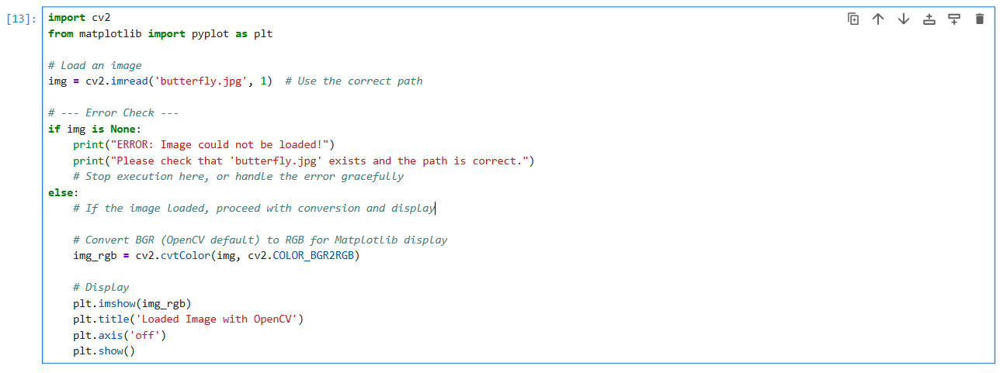 [13]:
import cv2
from matplotlib import pyplot as plt

# Load an image
img = cv2.imread('butterfly.jpg', 1)  # Use the correct path

# --- Error Check ---
if img is None:
    print("ERROR: Image could not be loaded!")
    print("Please check that 'butterfly.jpg' exists and the path is correct.")
    # Stop execution here, or handle the error gracefully
else:
    # If the image loaded, proceed with conversion and display

    # Convert BGR (OpenCV default) to RGB for Matplotlib display
    img_rgb = cv2.cvtColor(img, cv2.COLOR_BGR2RGB)

    # Display
    plt.imshow(img_rgb)
    plt.title('Loaded Image with OpenCV')
    plt.axis('off')
    plt.show()